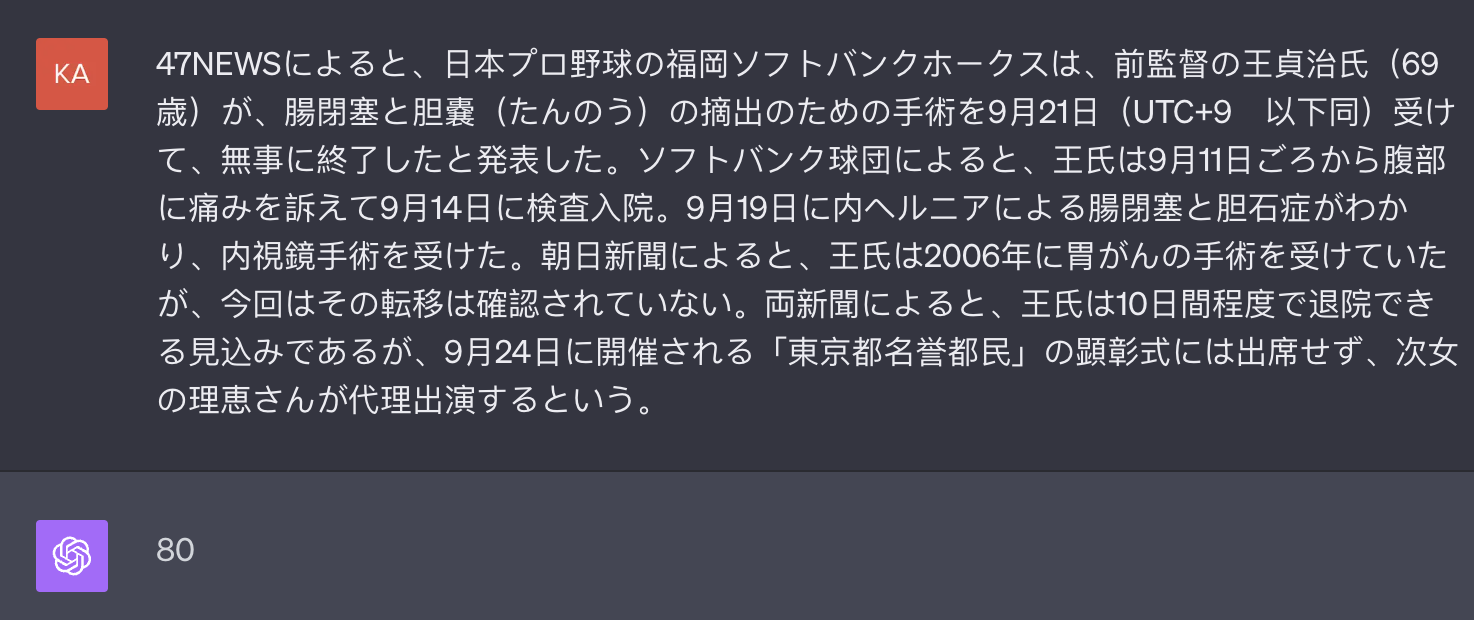 KA
47NEWSによると、日本プロ野球の福岡ソフトバンクホークスは、前監督の王貞治氏（69
歳）が、腸閉塞と胆嚢（たんのう）の摘出のための手術を9月21日（UTC+9　以下同）受け
て、無事に終了したと発表した。ソフトバンク球団によると、王氏は9月11日ごろから腹部
に痛みを訴えて9月14日に検査入院。9月19日に内ヘルニアによる腸閉塞と胆石症がわか
り、内視鏡手術を受けた。朝日新聞によると、王氏は2006年に胃がんの手術を受けていた
が、今回はその転移は確認されていない。両新聞によると、王氏は10日間程度で退院でき
る見込みであるが、9月24日に開催される「東京都名誉都民」の顕彰式には出席せず、次女
の理恵さんが代理出演するという。
80